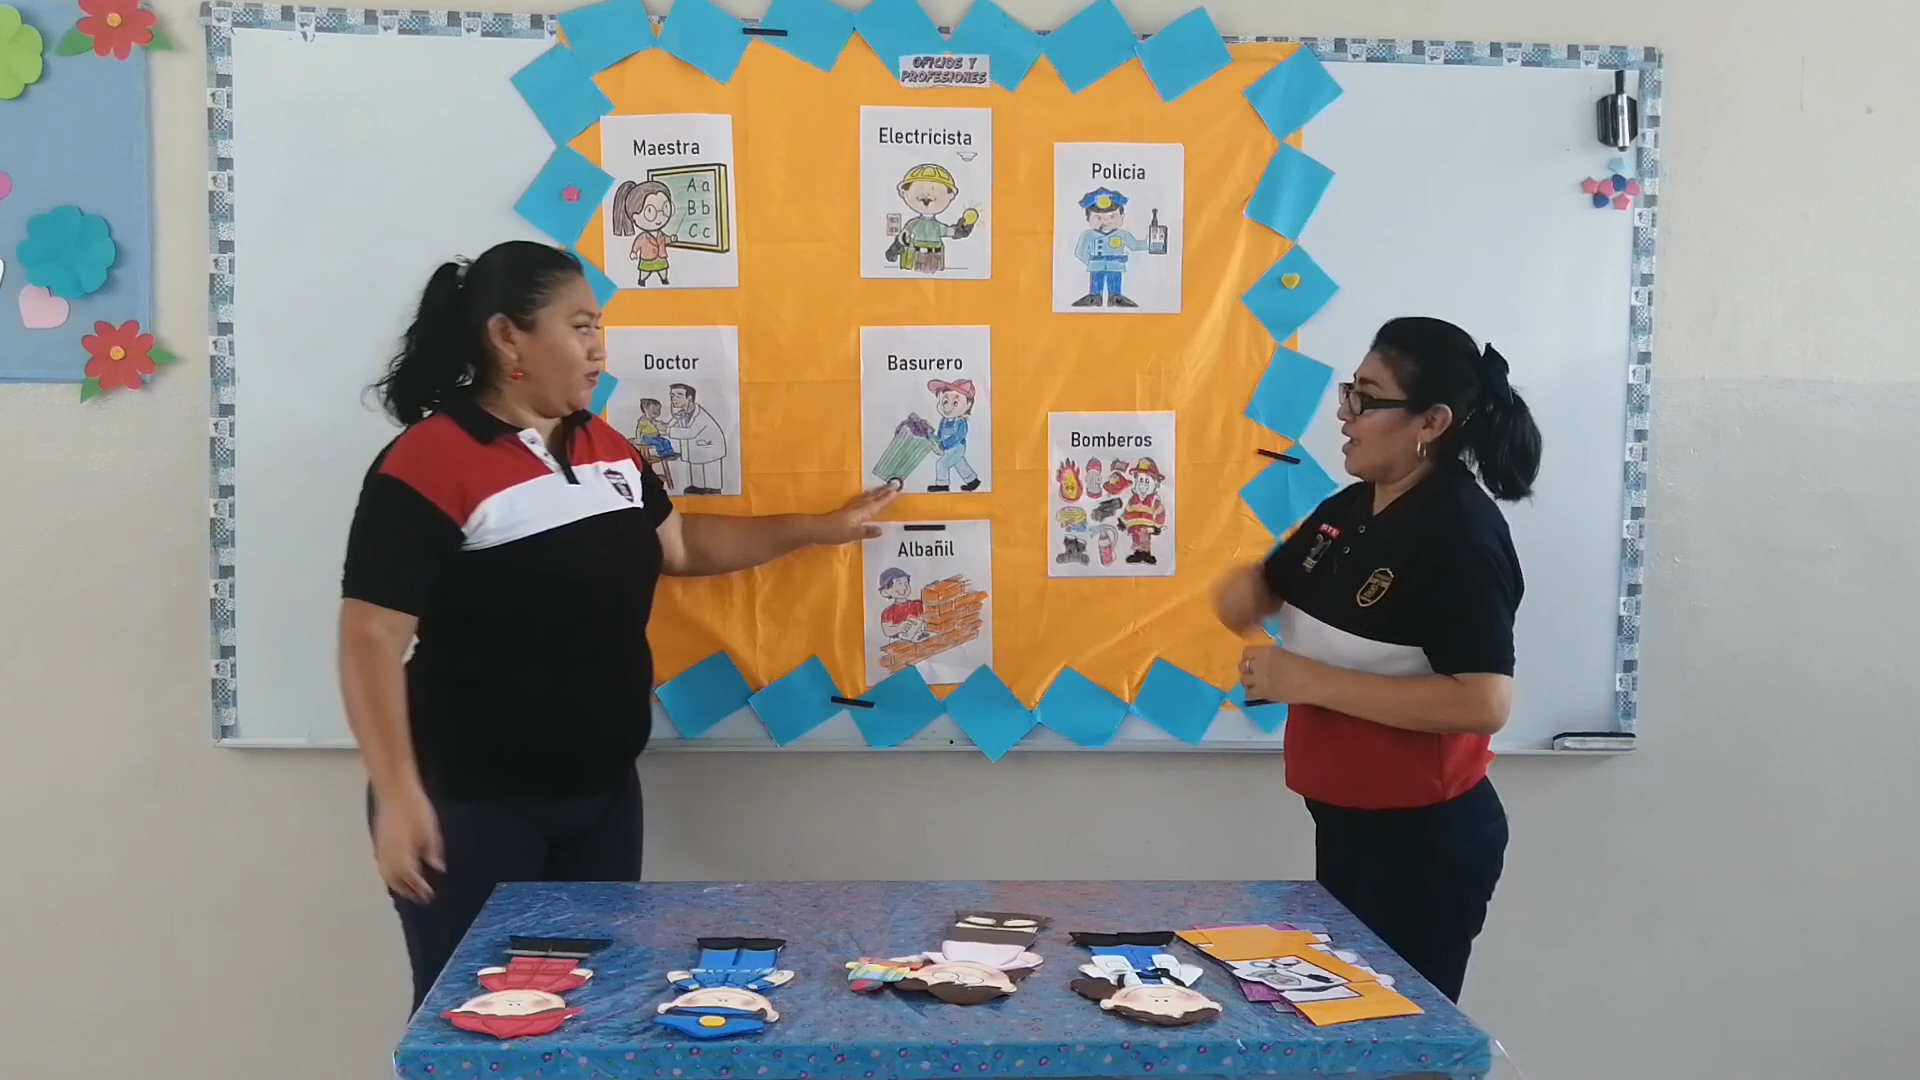 OFICIOS Y
PROFESIONES
Maestra
Aa
Bb
Cc
Electricista
Policia
Doctor
Basurero
Bomberos
Albañil